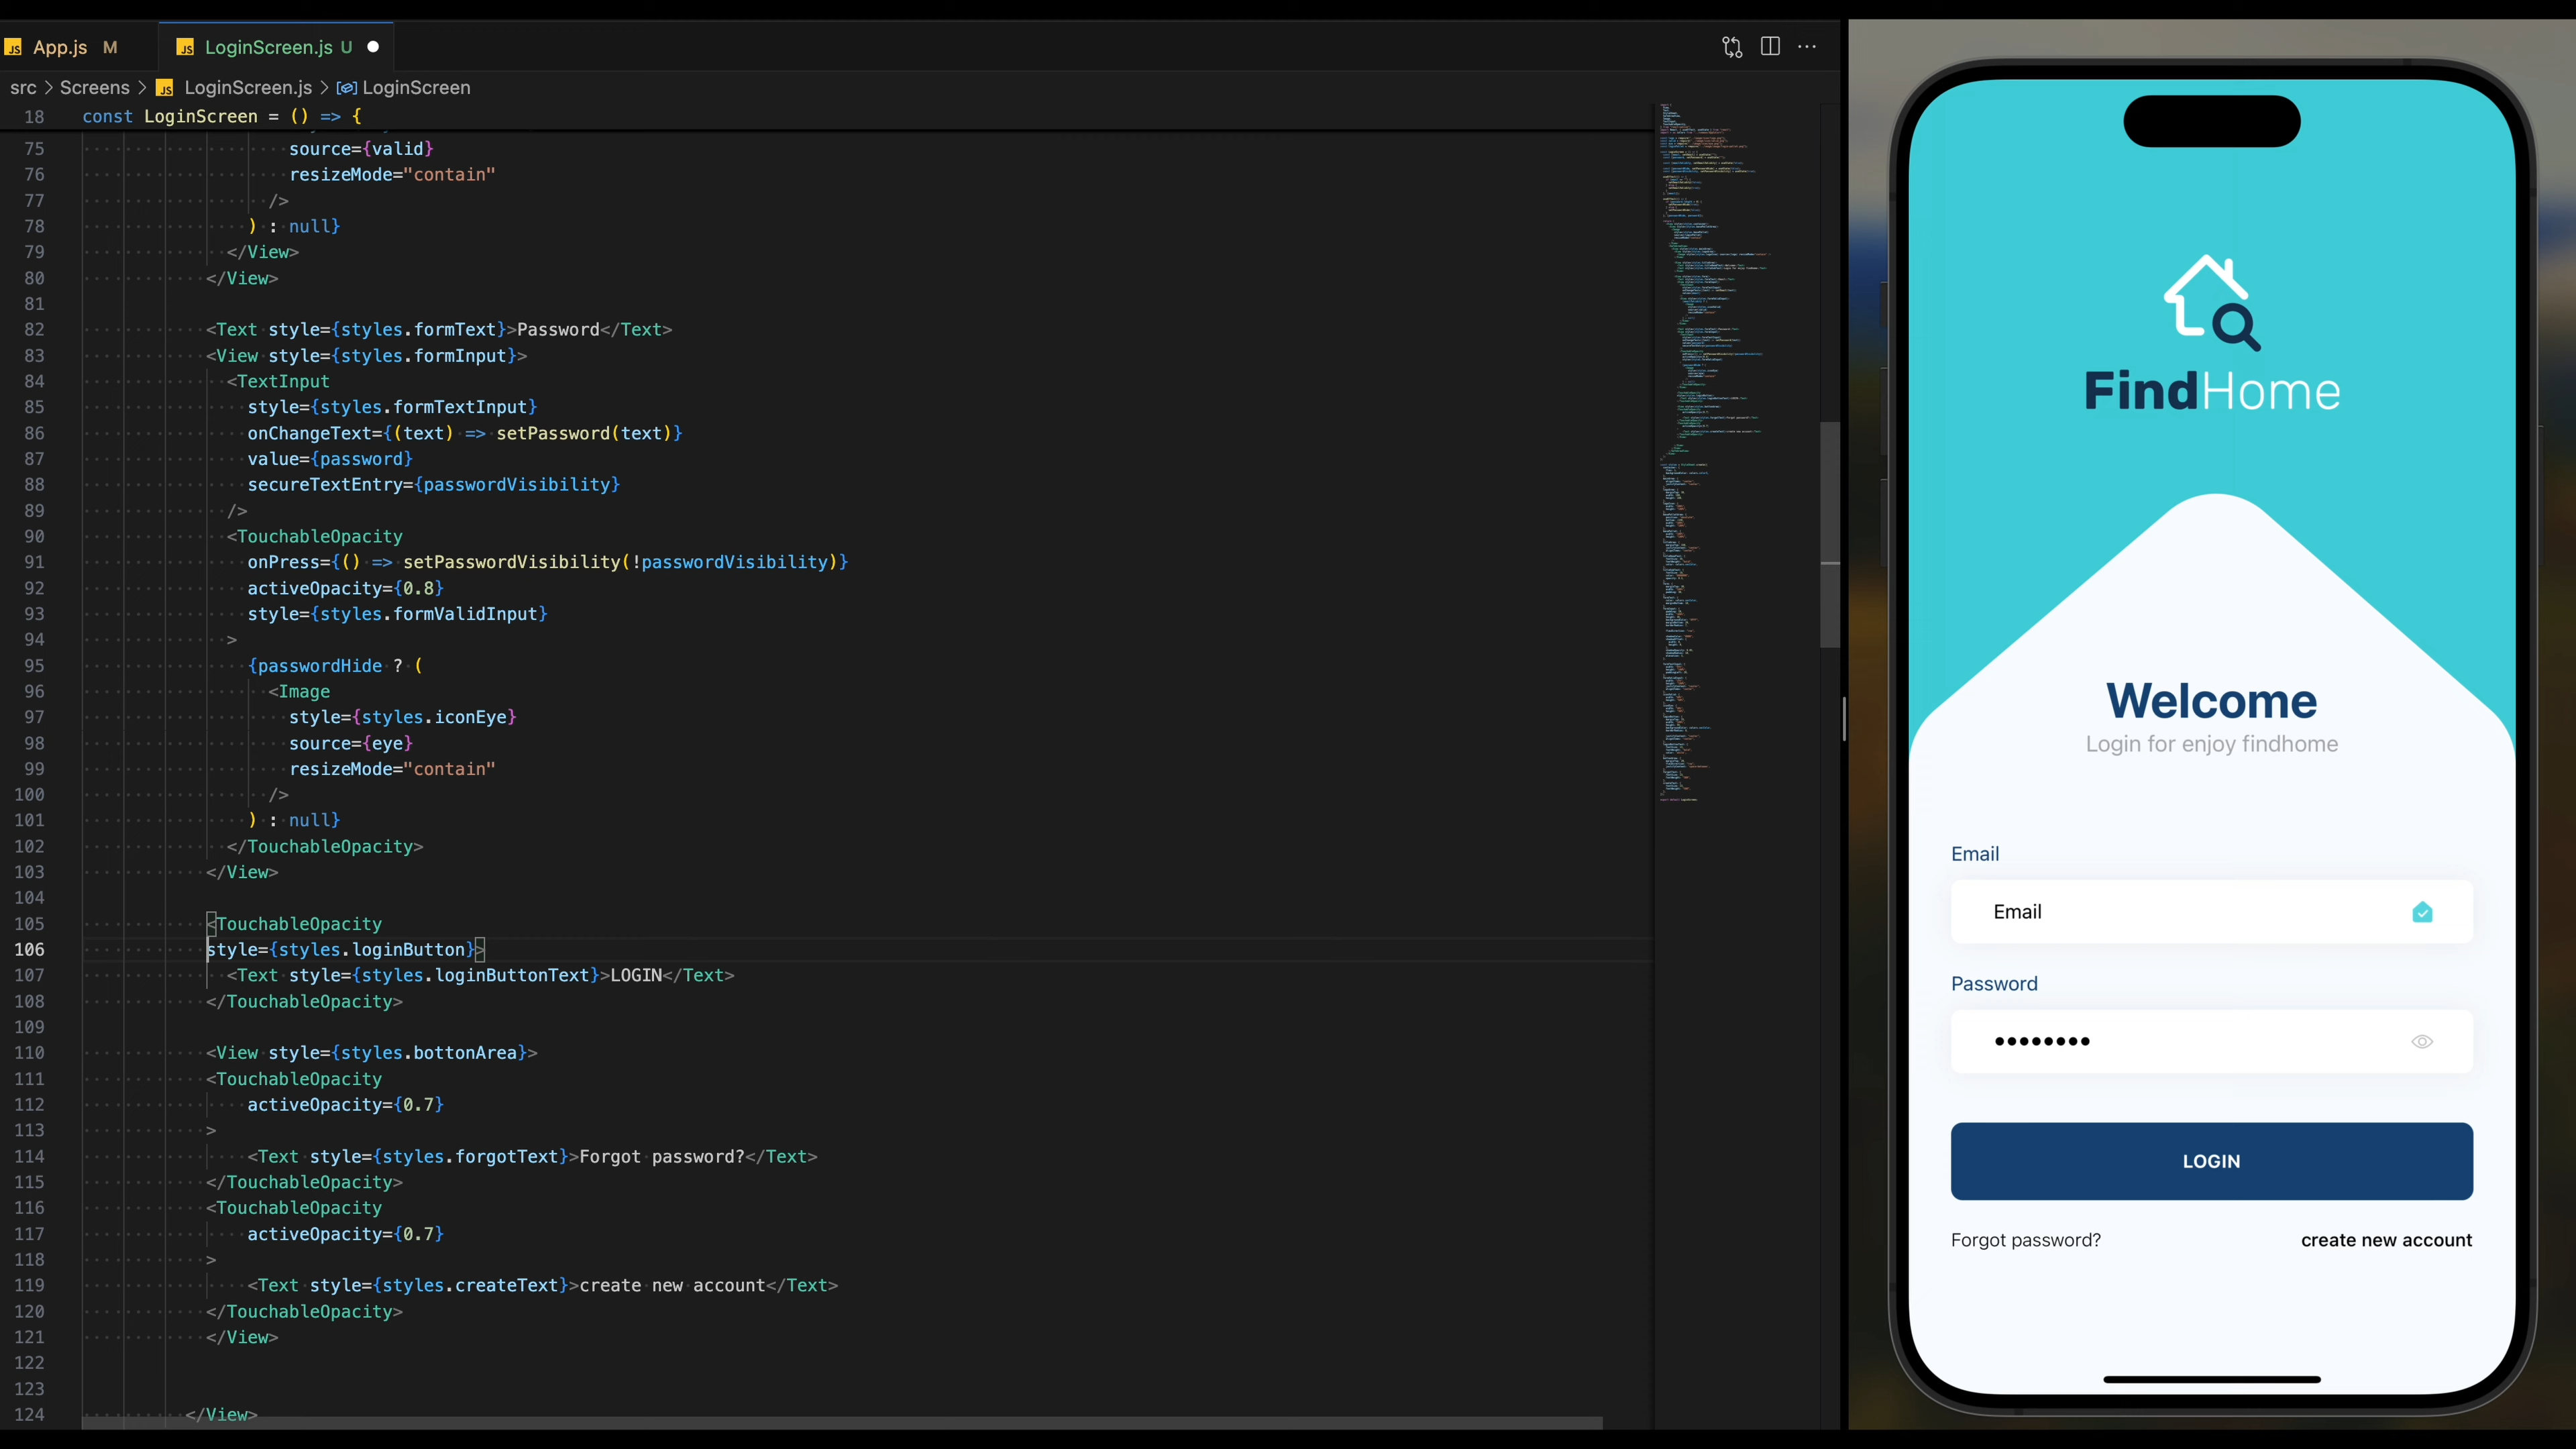 JS App.js M
JS LoginScreen.js U
src > Screens > JS LoginScreen.js > LoginScreen
18 const LoginScreen = () => {
75 source={valid}
76 resizeMode="contain"
77 />
78 ) : null}
79 </View>
80 </View>
81
82 <Text style={styles.formText}>Password</Text>
83 <View style={styles.formInput}>
84 <TextInput
85 style={styles.formTextInput}
86 onChangeText={(text) => setPassword(text)}
87 value={password}
88 secureTextEntry={passwordVisibility}
89 />
90 <TouchableOpacity
91 onPress={() => setPasswordVisibility(!passwordVisibility)}
92 activeOpacity={0.8}
93 style={styles.formValidInput}
94 >
95 {passwordHide ? (
96 <Image
97 style={styles.iconEye}
98 source={eye}
99 resizeMode="contain"
100 />
101 ) : null}
102 </TouchableOpacity>
103 </View>
104
105 <TouchableOpacity
106 style={styles.loginButton}>
107 <Text style={styles.loginButtonText}>LOGIN</Text>
108 </TouchableOpacity>
109
110 <View style={styles.bottonArea}>
111 <TouchableOpacity
112 activeOpacity={0.7}
113 >
114 <Text style={styles.forgotText}>Forgot password?</Text>
115 </TouchableOpacity>
116 <TouchableOpacity
117 activeOpacity={0.7}
118 >
119 <Text style={styles.createText}>create new account</Text>
120 </TouchableOpacity>
121 </View>
122
123
124 </View>
FindHome
Welcome
Login for enjoy findhome
Email
Email
Password
••••••••
LOGIN
Forgot password? create new account